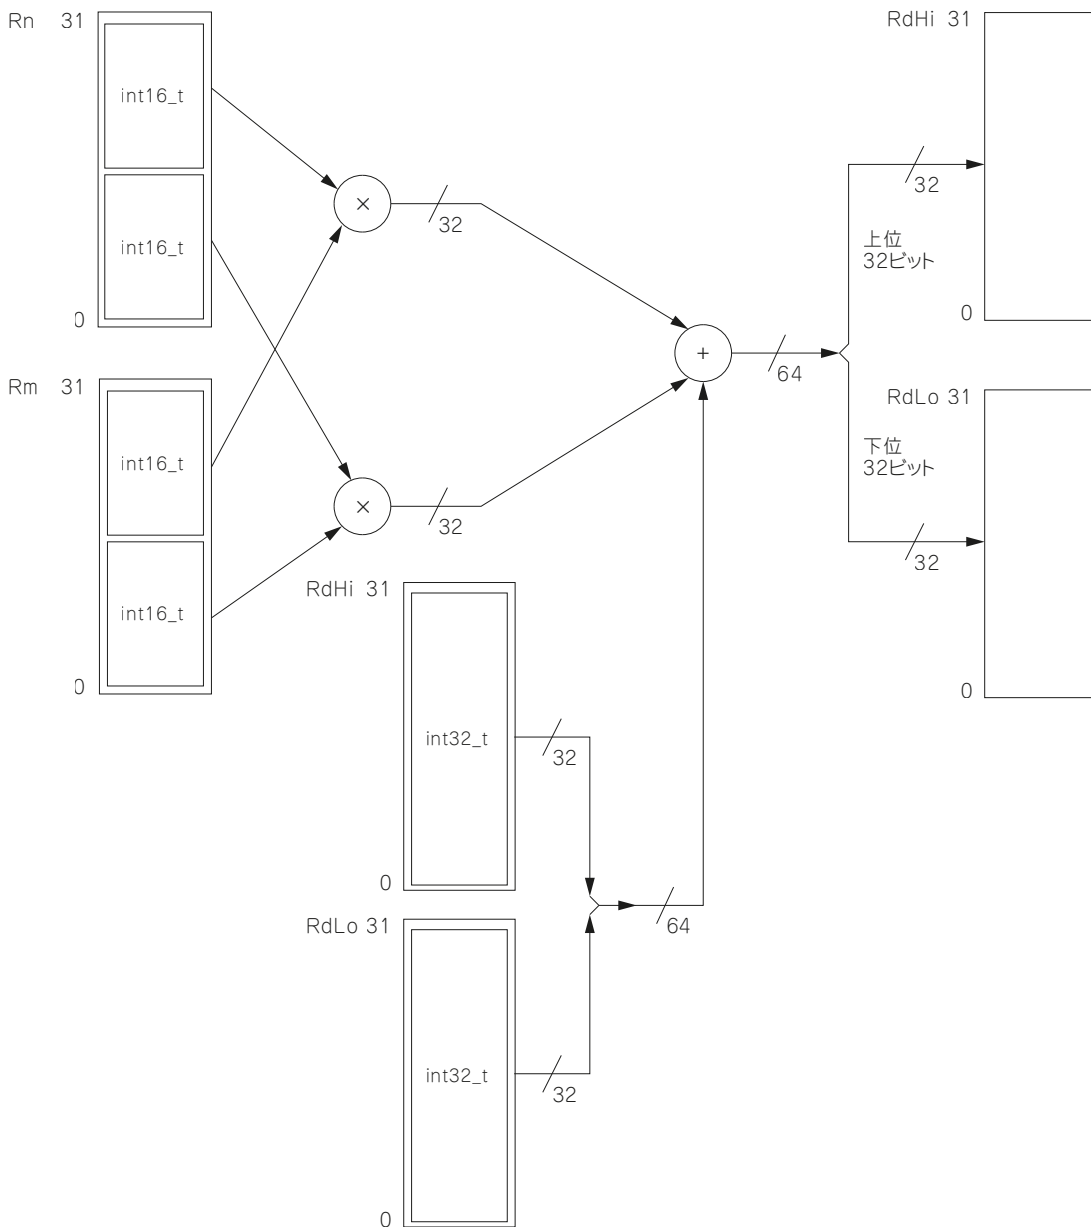 Rn 31
int16_t
int16_t
0
Rm 31
int16_t
int16_t
0
×
32
×
32
RdHi 31
int32_t
32
0
RdLo 31
int32_t
32
0
64
+
64
上位
32ビット
32
RdHi 31
0
下位
32ビット
32
RdLo 31
0